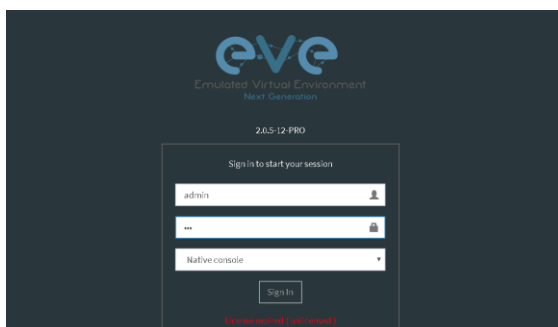 eve
Emulated Virtual Environment
Next Generation
2.0.5-12-PRO
Sign in to start your session
admin
•••
Native console
Sign In